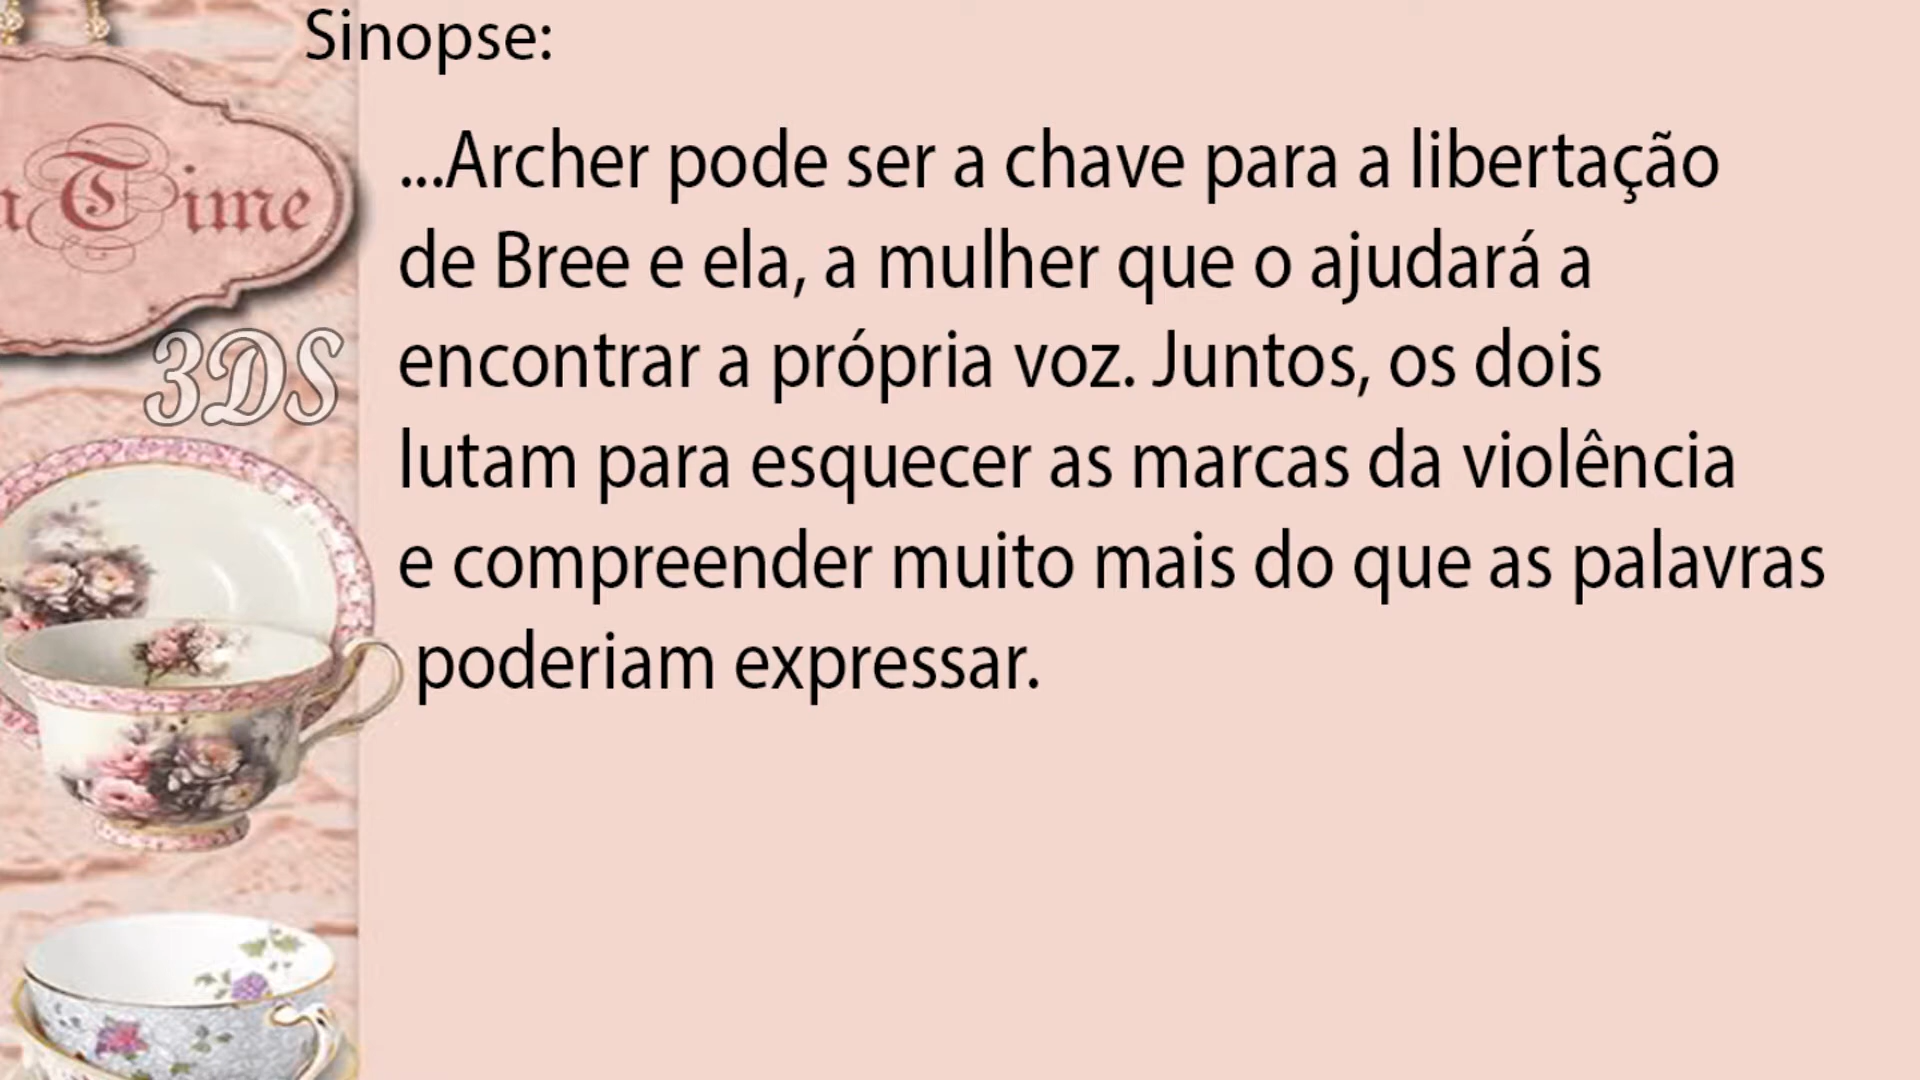 Sinopse:
...Archer pode ser a chave para a libertação
de Bree e ela, a mulher que o ajudará a
encontrar a própria voz. Juntos, os dois
lutam para esquecer as marcas da violência
e compreender muito mais do que as palavras
poderiam expressar.
Time
3DS